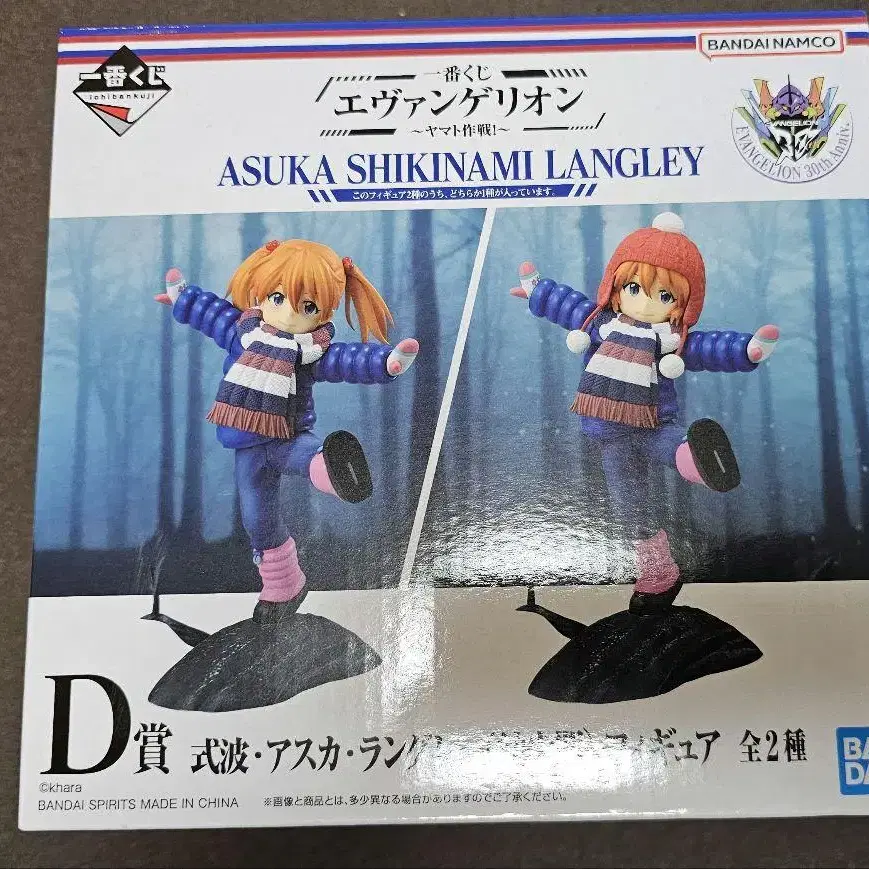 BANDAI NAMCO
一番くじ
ichibankuji
一番くじ
エヴァンゲリオン
~ヤマト作戦!~
EVANGELION
EVANGELION 30th Anniv.
ASUKA SHIKINAMI LANGLEY
このフィギュア2種のうち、どちらか1種が入っています。
D賞 式波・アスカ・ラング フィギュア 全2種
©khara
BANDAI SPIRITS MADE IN CHINA
※画像と商品とは、多少異なる場合がありますのでご了承ください。